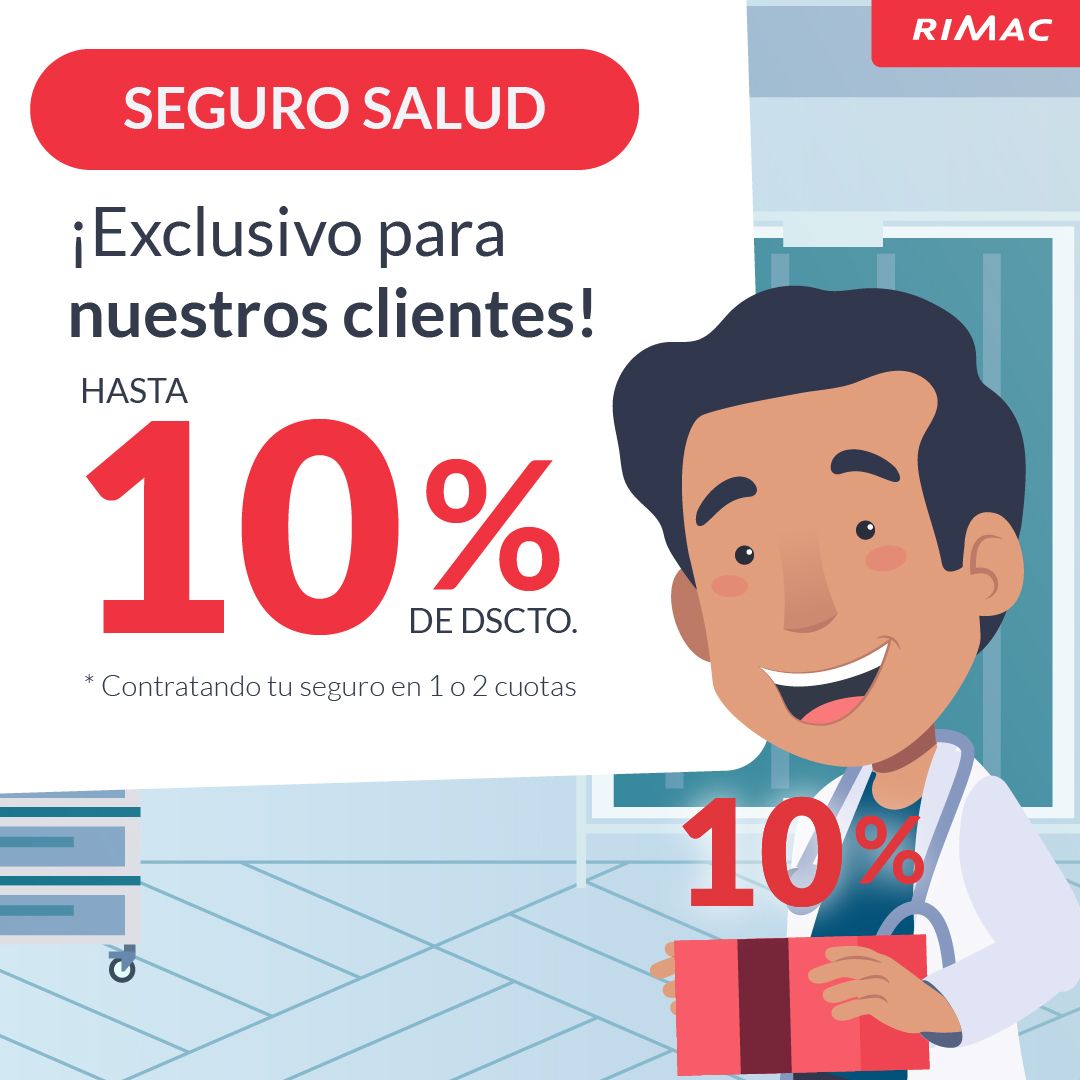 RIMAC
SEGURO SALUD
¡Exclusivo para
nuestros clientes!
HASTA
10%
DE DSCTO.
* Contratando tu seguro en 1 o 2 cuotas
10%